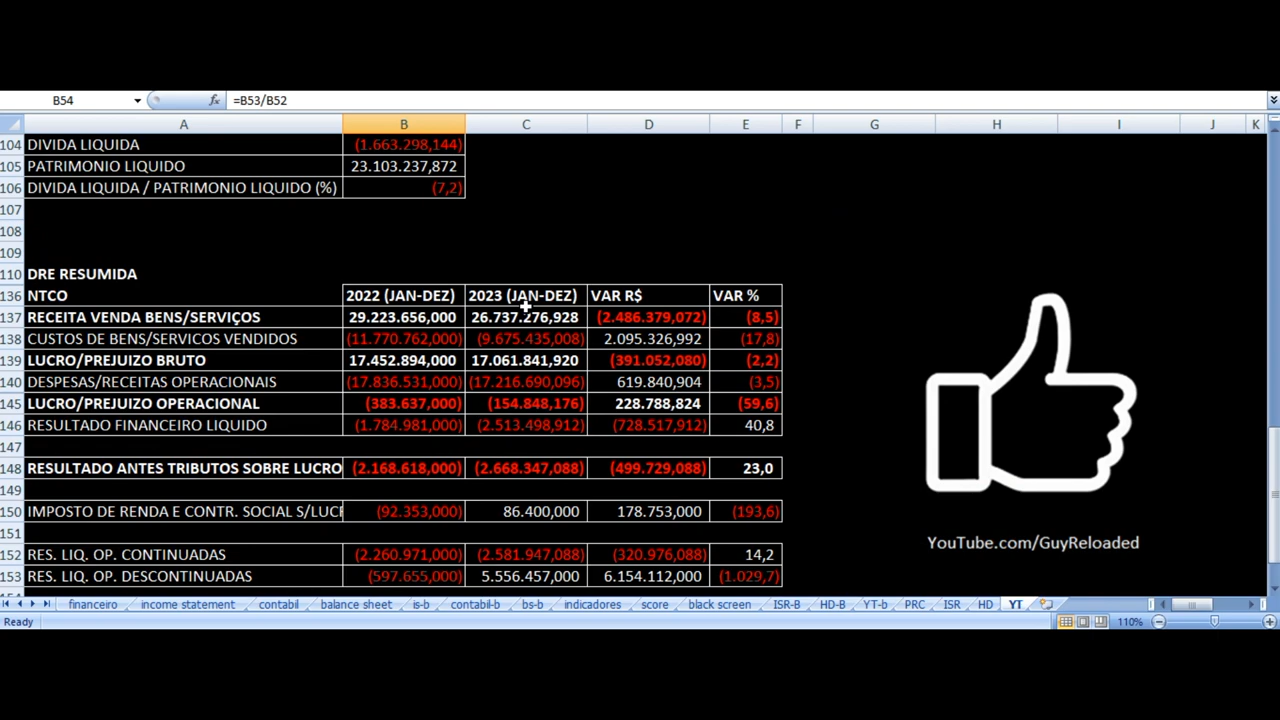 B54 fx =B53/B52
A B C D E F G H I J K
104 DIVIDA LIQUIDA (1.663.298,144)
105 PATRIMONIO LIQUIDO 23.103.237,872
106 DIVIDA LIQUIDA / PATRIMONIO LIQUIDO (%) (7,2)
107
108
109
110 DRE RESUMIDA
136 NTCO 2022 (JAN-DEZ) 2023 (JAN-DEZ) VAR R$ VAR %
137 RECEITA VENDA BENS/SERVIÇOS 29.223.656,000 26.737.276,928 (2.486.379,072) (8,5)
138 CUSTOS DE BENS/SERVICOS VENDIDOS (11.770.762,000) (9.675.435,008) 2.095.326,992 (17,8)
139 LUCRO/PREJUIZO BRUTO 17.452.894,000 17.061.841,920 (391.052,080) (2,2)
140 DESPESAS/RECEITAS OPERACIONAIS (17.836.531,000) (17.216.690,096) 619.840,904 (3,5)
145 LUCRO/PREJUIZO OPERACIONAL (383.637,000) (154.848,176) 228.788,824 (59,6)
146 RESULTADO FINANCEIRO LIQUIDO (1.784.981,000) (2.513.498,912) (728.517,912) 40,8
147
148 RESULTADO ANTES TRIBUTOS SOBRE LUCRO (2.168.618,000) (2.668.347,088) (499.729,088) 23,0
149
150 IMPOSTO DE RENDA E CONTR. SOCIAL S/LUCR (92.353,000) 86.400,000 178.753,000 (193,6)
151
152 RES. LIQ. OP. CONTINUADAS (2.260.971,000) (2.581.947,088) (320.976,088) 14,2
153 RES. LIQ. OP. DESCONTINUADAS (597.655,000) 5.556.457,000 6.154.112,000 (1.029,7)
YouTube.com/GuyReloaded
financeiro income statement contabil balance sheet is-b contabil-b bs-b indicadores score black screen ISR-B HD-B YT-b PRC ISR HD YT
Ready 110%